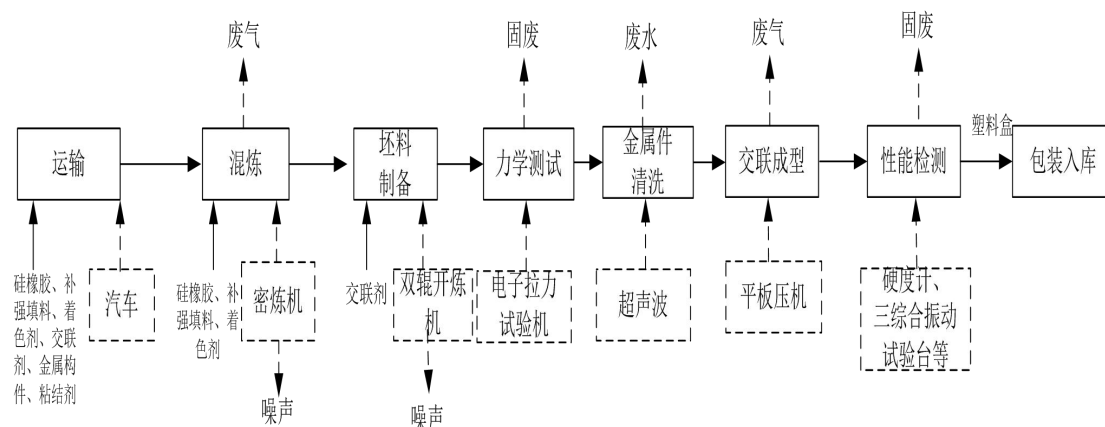 废气
固废
废水
废气
固废
运输
混炼
坯料
制备
力学测试
金属件
清洗
交联成型
性能检测
塑料盒
包装入库
硅橡胶、补
强填料、着
色剂、交联
剂、金属构
件、粘结剂
汽车
硅橡胶、补
强填料、着
色剂
密炼机
交联剂
双辊开炼
机
电子拉力
试验机
超声波
平板压机
硬度计、
三综合振动
试验台等
噪声
噪声